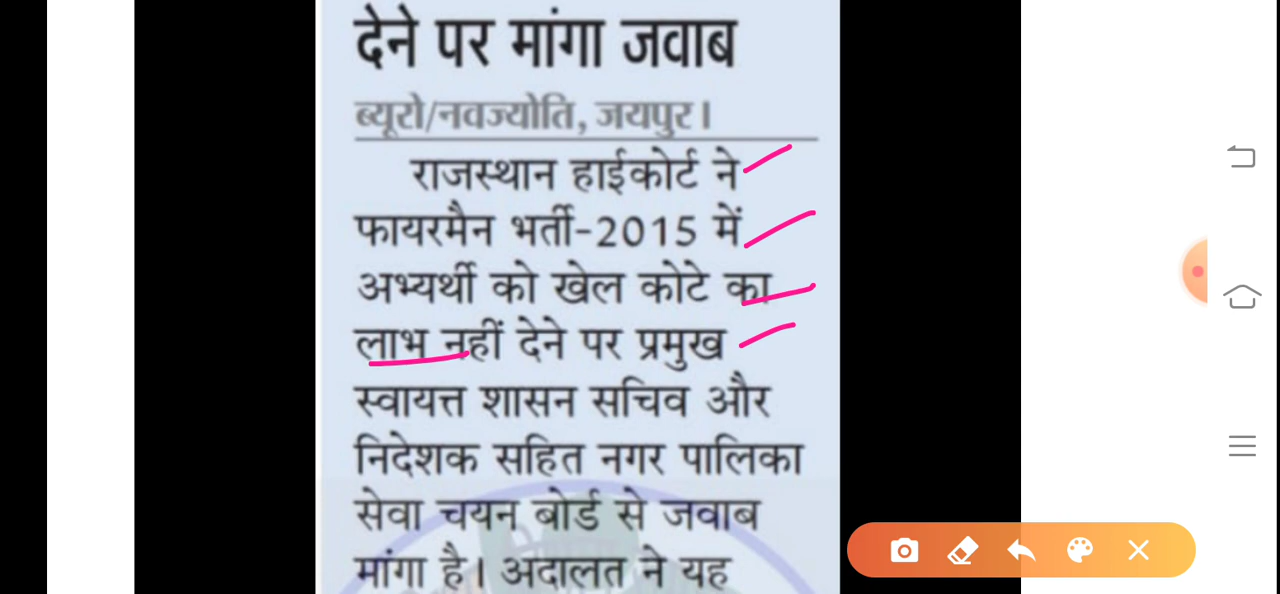 देने पर मांगा जवाब
ब्यूरो/नवज्योति, जयपुर।
राजस्थान हाईकोर्ट ने
फायरमैन भर्ती-2015 में
अभ्यर्थी को खेल कोटे का
लाभ नहीं देने पर प्रमुख
स्वायत्त शासन सचिव और
निदेशक सहित नगर पालिका
सेवा चयन बोर्ड से जवाब
मांगा है। अदालत ने यह